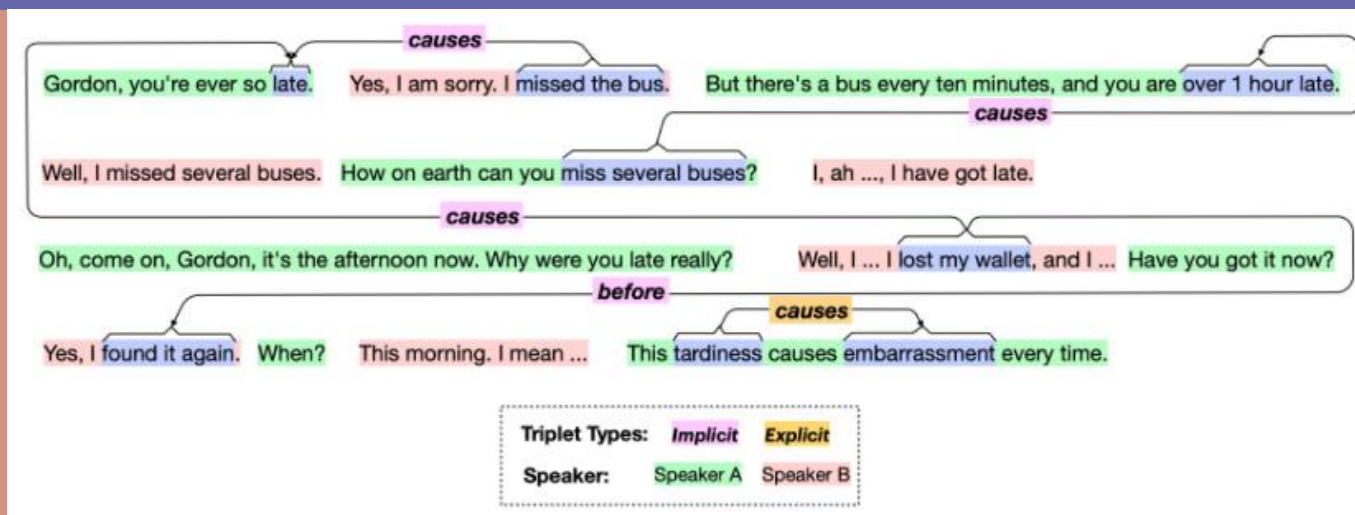 causes
Gordon, you're ever so late. Yes, I am sorry. I missed the bus. But there's a bus every ten minutes, and you are over 1 hour late.
causes
Well, I missed several buses. How on earth can you miss several buses? I, ah ..., I have got late.
causes
Oh, come on, Gordon, it's the afternoon now. Why were you late really? Well, I ... I lost my wallet, and I ... Have you got it now?
before
causes
Yes, I found it again. When? This morning. I mean ... This tardiness causes embarrassment every time.
Triplet Types: Implicit Explicit
Speaker: Speaker A Speaker B